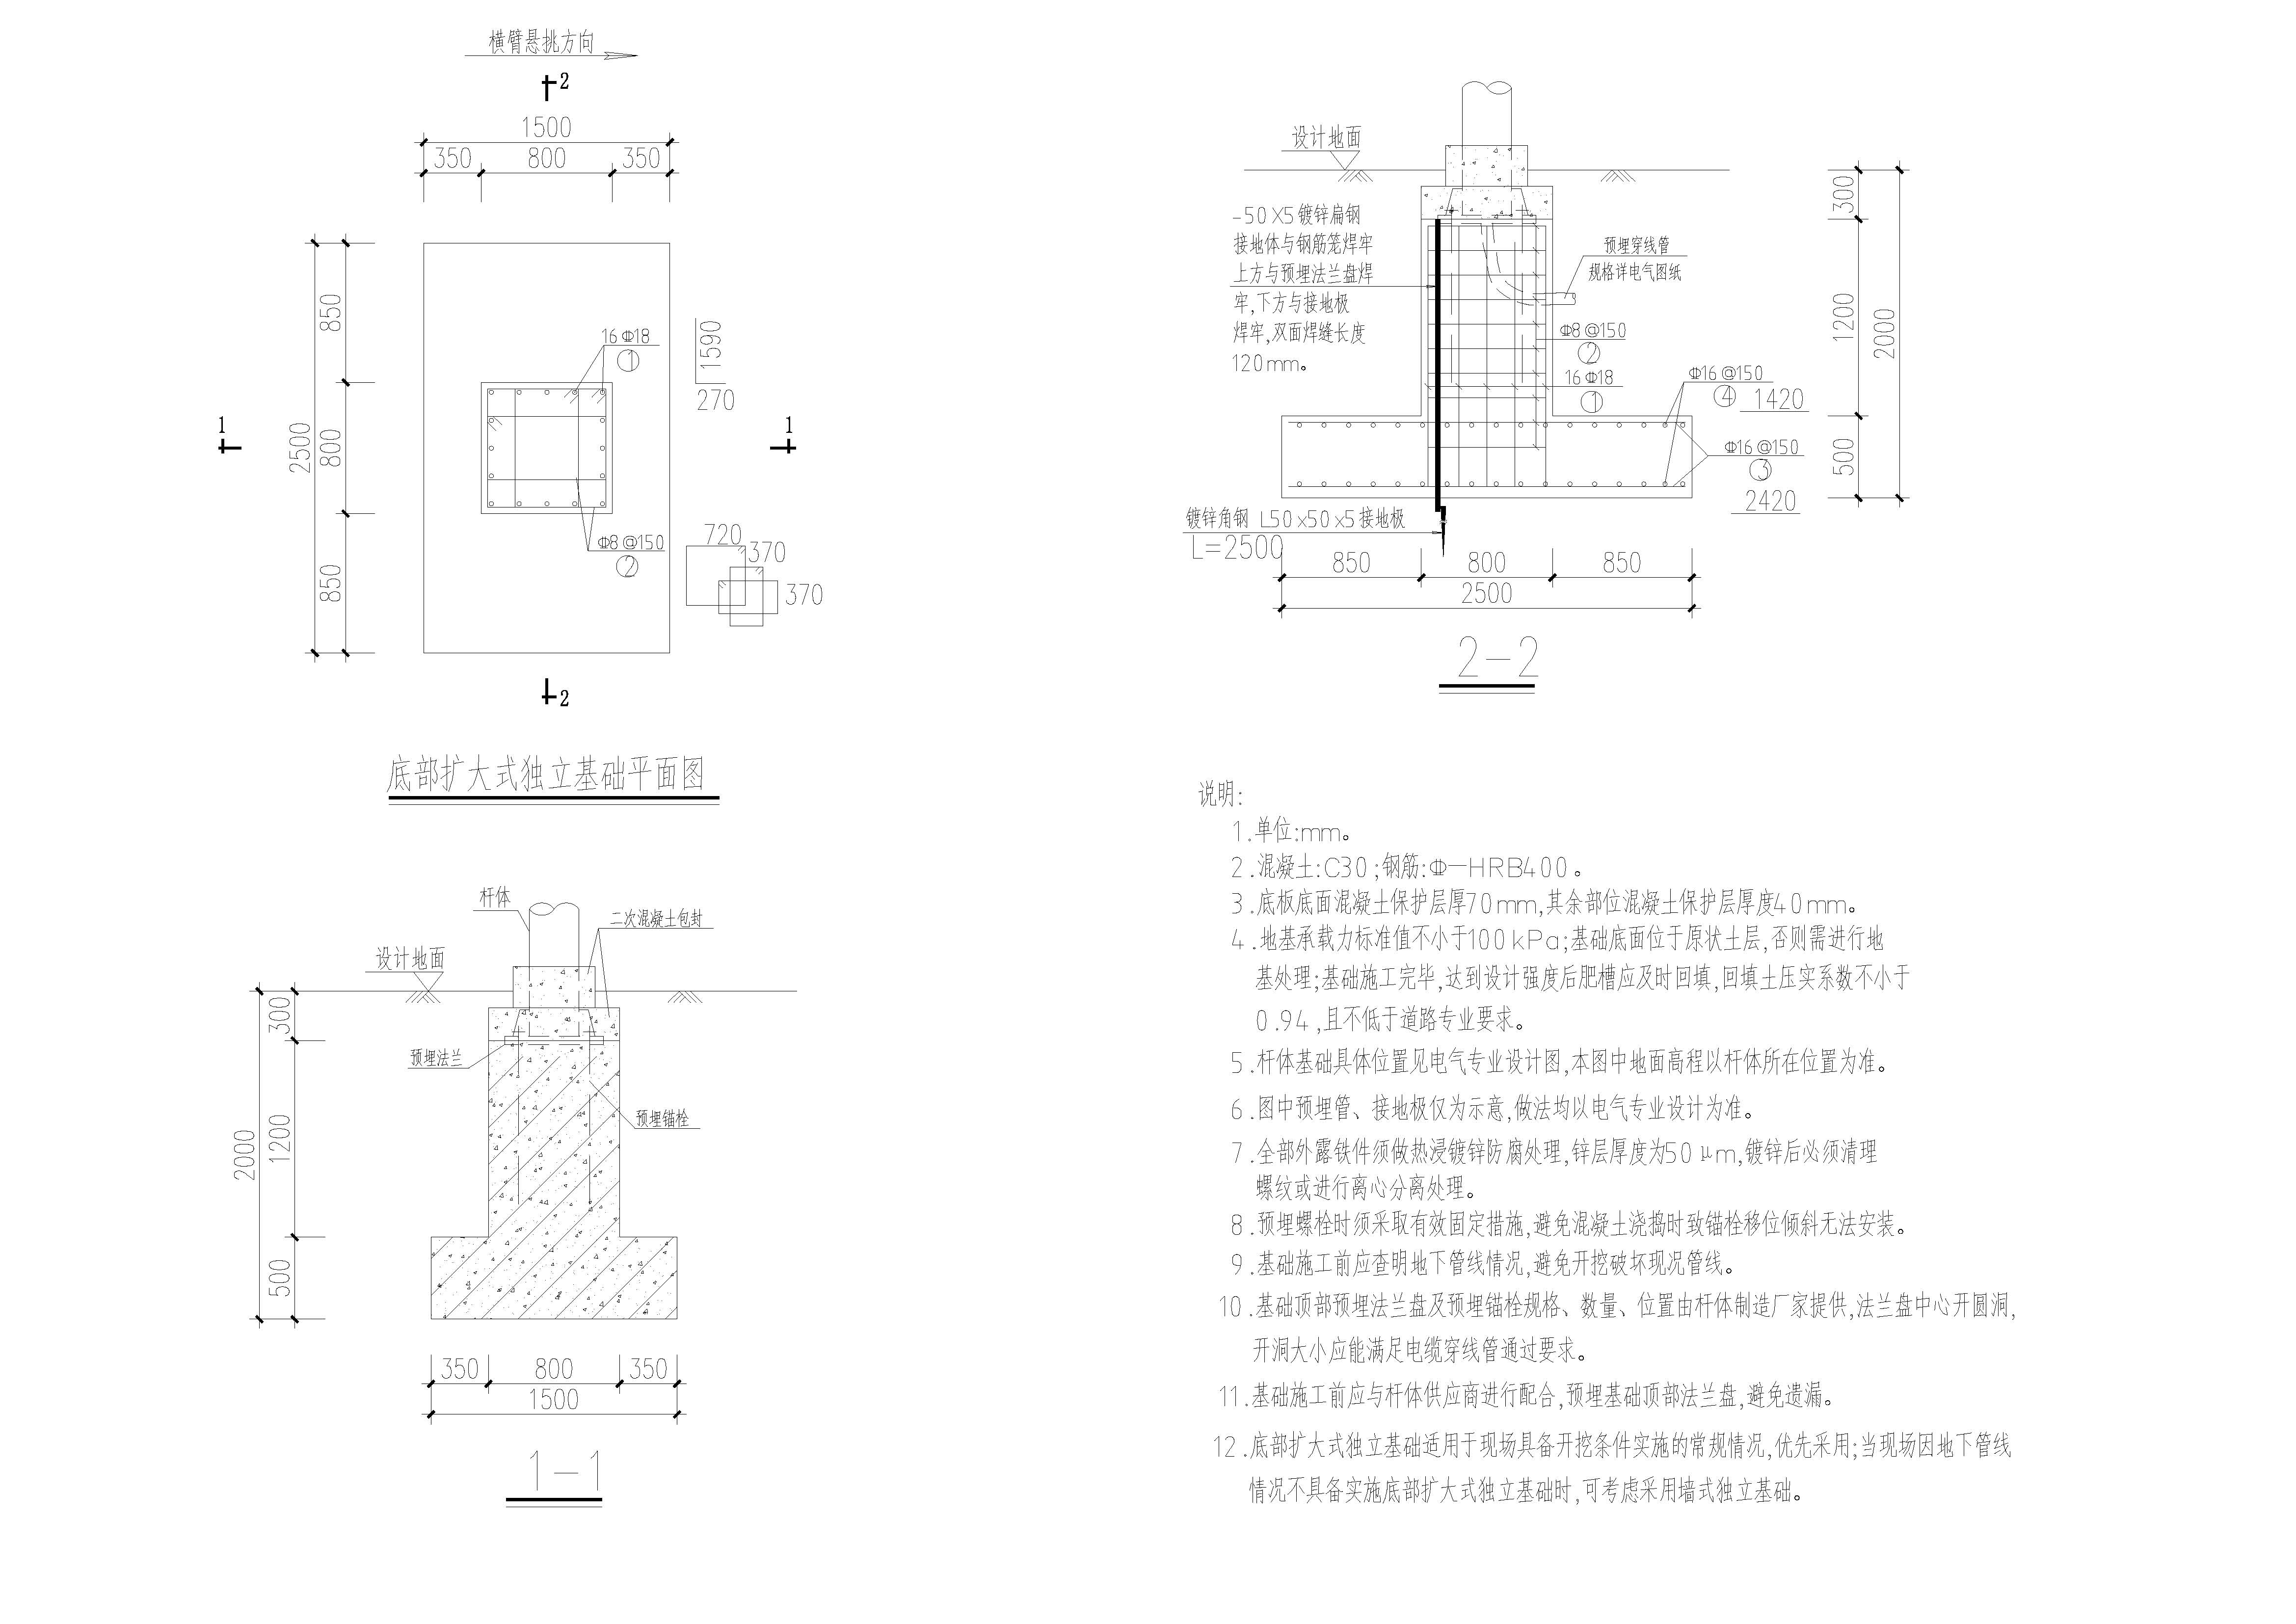 横臂悬挑方向
2
1500
350 800 350
2500
850
800
850
16Φ18
1
1590
270
1 1
Φ8@150
2
720
370
370
2
底部扩大式独立基础平面图
设计地面
-50X5镀锌扁钢
接地体与钢筋笼焊牢
上方与预埋法兰盘焊
牢,下方与接地极
焊牢,双面焊缝长度
120mm。
预埋穿线管
规格详电气图纸
Φ8@150
2
16Φ18
1
Φ16@150
4 1420
Φ16@150
3
2420
300
1200
500
2000
镀锌角钢 L50x50x5接地极
L=2500
850 800 850
2500
2-2
杆体
二次混凝土包封
设计地面
预埋法兰
预埋锚栓
300
1200
500
2000
350 800 350
1500
1-1
说明:
1.单位:mm。
2.混凝土:C30;钢筋:Φ—HRB400。
3.底板底面混凝土保护层厚70mm,其余部位混凝土保护层厚度40mm。
4.地基承载力标准值不小于100kPa;基础底面位于原状土层,否则需进行地
基处理;基础施工完毕,达到设计强度后肥槽应及时回填,回填土压实系数不小于
0.94,且不低于道路专业要求。
5.杆体基础具体位置见电气专业设计图,本图中地面高程以杆体所在位置为准。
6.图中预埋管、接地极仅为示意,做法均以电气专业设计为准。
7.全部外露铁件须做热浸镀锌防腐处理,锌层厚度为50μm,镀锌后必须清理
螺纹或进行离心分离处理。
8.预埋螺栓时须采取有效固定措施,避免混凝土浇捣时致锚栓移位倾斜无法安装。
9.基础施工前应查明地下管线情况,避免开挖破坏现况管线。
10.基础顶部预埋法兰盘及预埋锚栓规格、数量、位置由杆体制造厂家提供,法兰盘中心开圆洞,
开洞大小应能满足电缆穿线管通过要求。
11.基础施工前应与杆体供应商进行配合,预埋基础顶部法兰盘,避免遗漏。
12.底部扩大式独立基础适用于现场具备开挖条件实施的常规情况,优先采用;当现场因地下管线
情况不具备实施底部扩大式独立基础时,可考虑采用墙式独立基础。